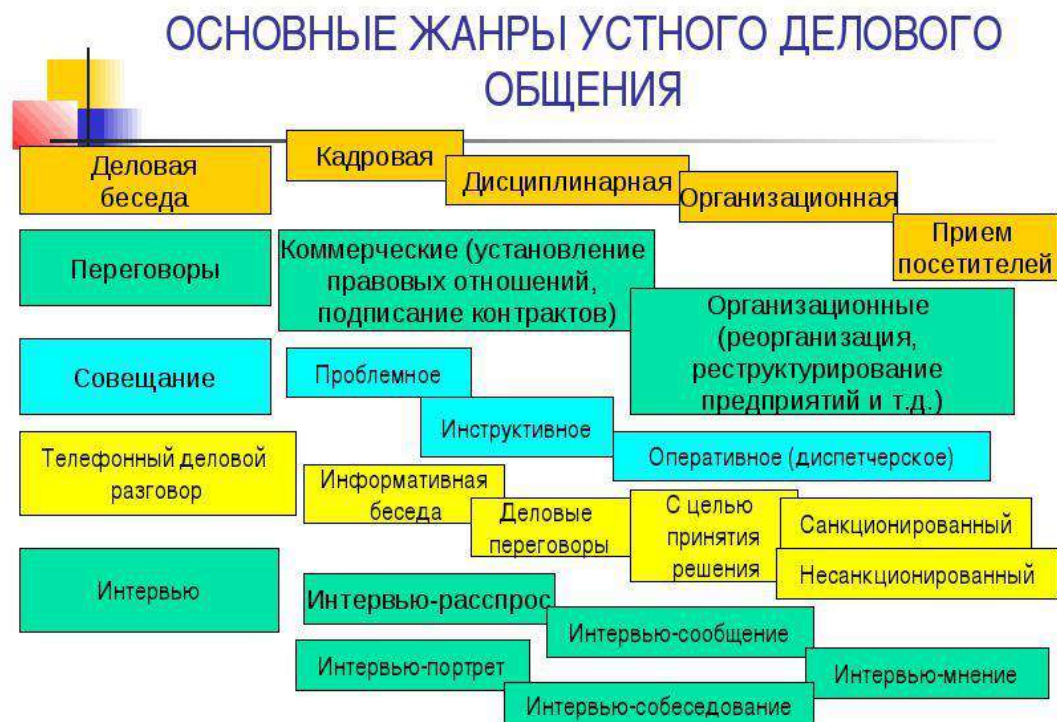 ОСНОВНЫЕ ЖАНРЫ УСТНОГО ДЕЛОВОГО
ОБЩЕНИЯ
Деловая
беседа
Кадровая
Дисциплинарная
Организационная
Прием
посетителей
Переговоры
Коммерческие (установление
правовых отношений,
подписание контрактов)
Организационные
(реорганизация,
реструктурирование
предприятий и т.д.)
Совещание
Проблемное
Инструктивное
Оперативное (диспетчерское)
Телефонный деловой
разговор
Информативная
беседа
Деловые
переговоры
С целью
принятия
решения
Санкционированный
Несанкционированный
Интервью
Интервью-расспрос
Интервью-сообщение
Интервью-портрет
Интервью-мнение
Интервью-собеседование